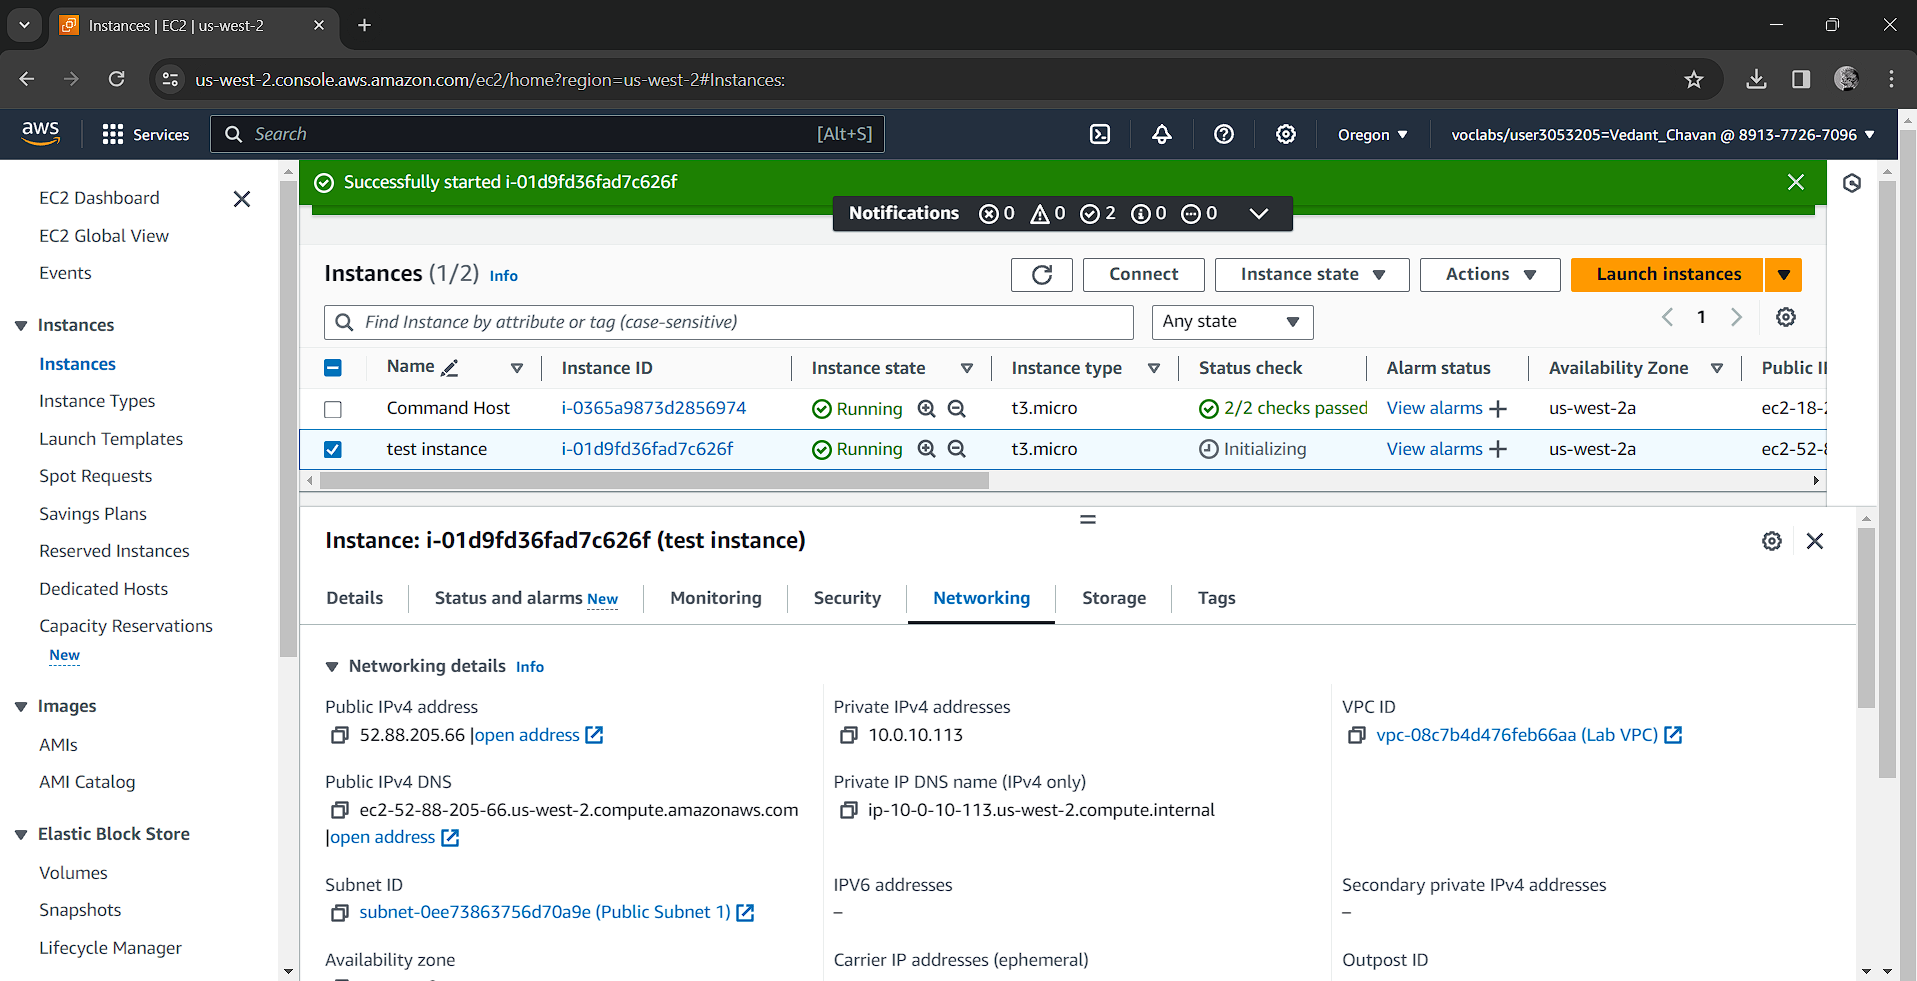 Instances | EC2 | us-west-2
us-west-2.console.aws.amazon.com/ec2/home?region=us-west-2#Instances:
aws
Services
Search
[Alt+S]
Oregon
voclabs/user3053205=Vedant_Chavan @ 8913-7726-7096
EC2 Dashboard
EC2 Global View
Events
Instances
Instances
Instance Types
Launch Templates
Spot Requests
Savings Plans
Reserved Instances
Dedicated Hosts
Capacity Reservations
New
Images
AMIs
AMI Catalog
Elastic Block Store
Volumes
Snapshots
Lifecycle Manager
Successfully started i-01d9fd36fad7c626f
Notifications 0 0 2 0 0
Instances (1/2) Info
Connect
Instance state
Actions
Launch instances
Find Instance by attribute or tag (case-sensitive)
Any state
1
Name Instance ID Instance state Instance type Status check Alarm status Availability Zone Public I
Command Host i-0365a9873d2856974 Running t3.micro 2/2 checks passed View alarms + us-west-2a ec2-18-2
test instance i-01d9fd36fad7c626f Running t3.micro Initializing View alarms + us-west-2a ec2-52-8
Instance: i-01d9fd36fad7c626f (test instance)
Details
Status and alarms New
Monitoring
Security
Networking
Storage
Tags
Networking details Info
Public IPv4 address
52.88.205.66 |open address
Private IPv4 addresses
10.0.10.113
VPC ID
vpc-08c7b4d476feb66aa (Lab VPC)
Public IPv4 DNS
ec2-52-88-205-66.us-west-2.compute.amazonaws.com
|open address
Private IP DNS name (IPv4 only)
ip-10-0-10-113.us-west-2.compute.internal
Subnet ID
subnet-0ee73863756d70a9e (Public Subnet 1)
IPV6 addresses
–
Secondary private IPv4 addresses
–
Availability zone
Carrier IP addresses (ephemeral)
Outpost ID